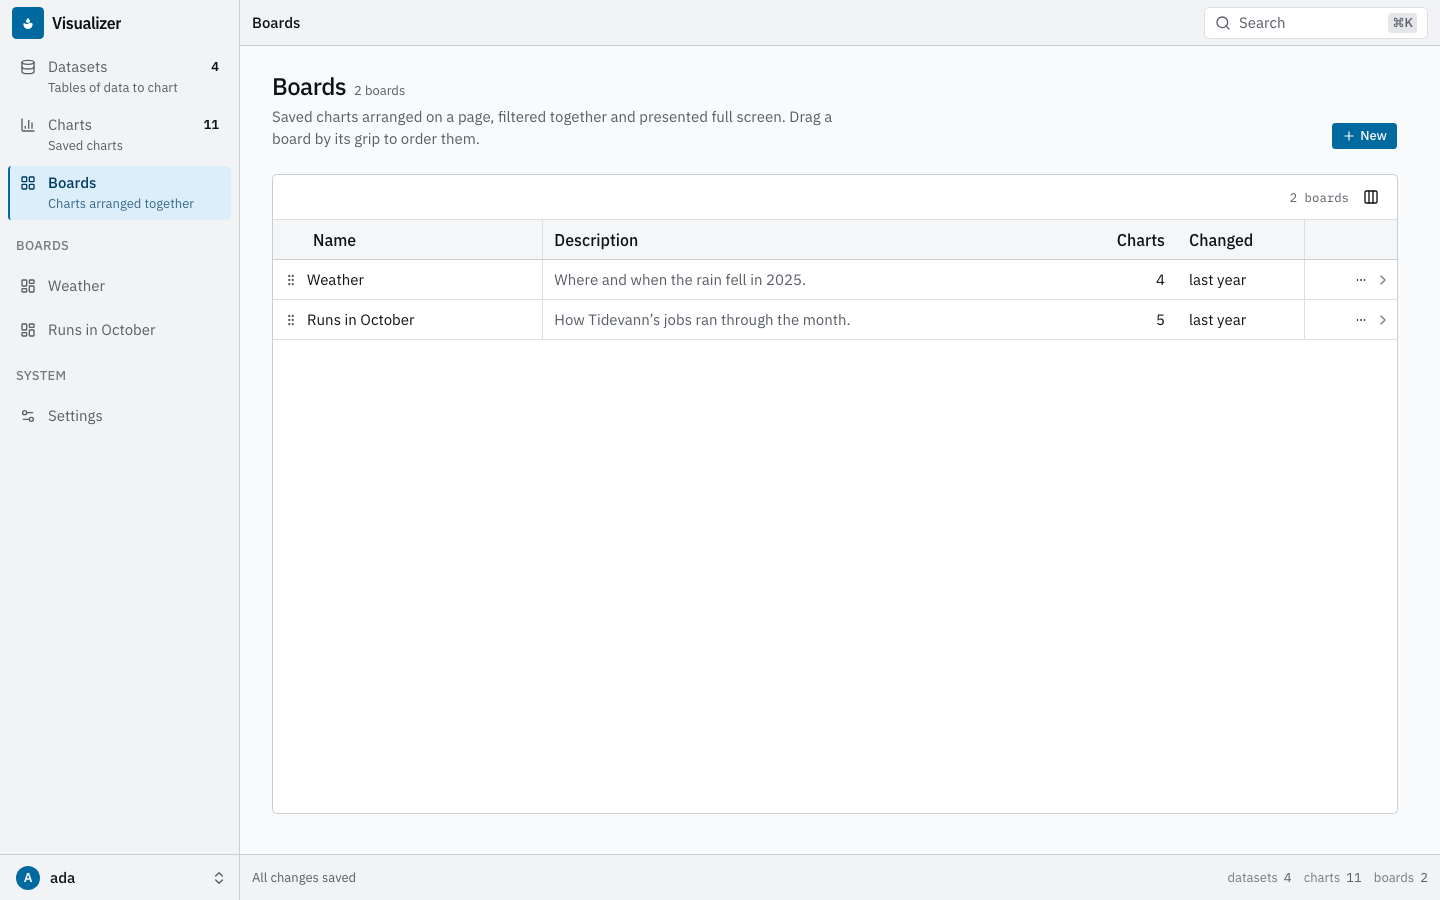 Visualizer
Datasets 4
Tables of data to chart
Charts 11
Saved charts
Boards
Charts arranged together
BOARDS
Weather
Runs in October
SYSTEM
Settings
A ada
Boards
Search ⌘K
Boards 2 boards
Saved charts arranged on a page, filtered together and presented full screen. Drag a
board by its grip to order them.
New
2 boards
Name Description Charts Changed
Weather Where and when the rain fell in 2025. 4 last year
Runs in October How Tidevann’s jobs ran through the month. 5 last year
All changes saved
datasets 4 charts 11 boards 2